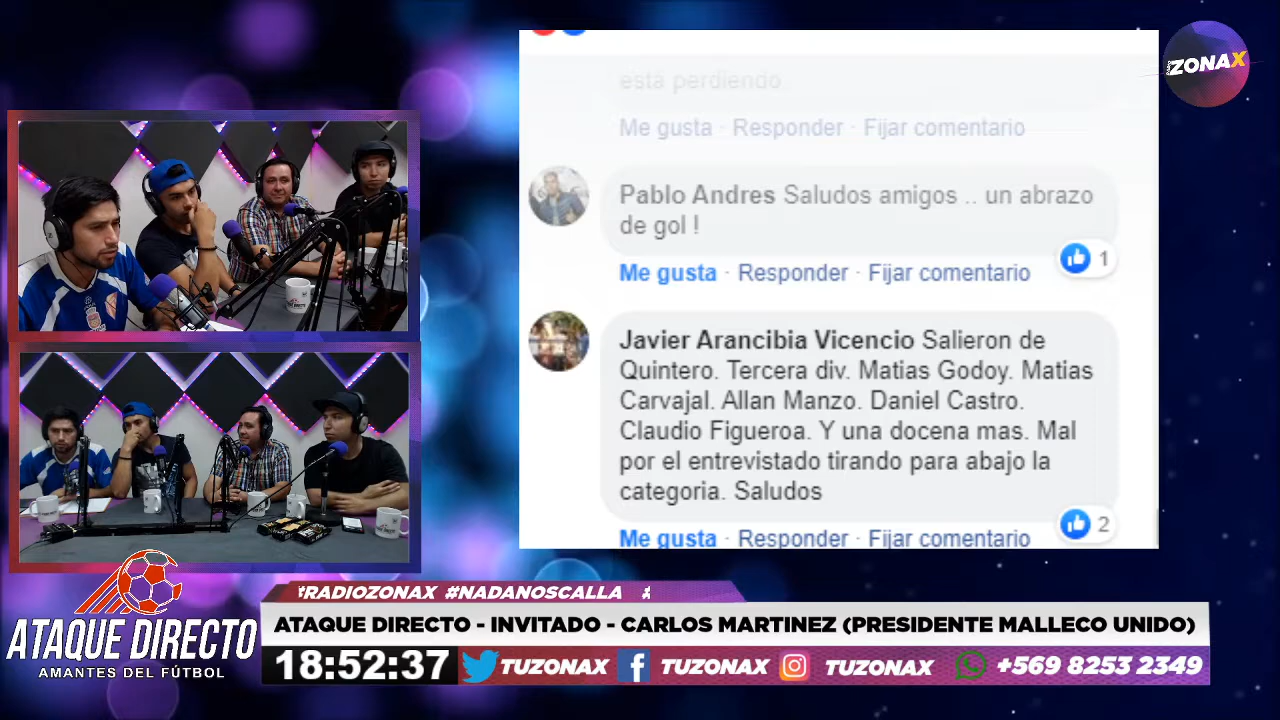 está perdiendo
Me gusta · Responder · Fijar comentario
Pablo Andres Saludos amigos .. un abrazo
de gol !
1
Me gusta · Responder · Fijar comentario
Javier Arancibia Vicencio Salieron de
Quintero. Tercera div. Matias Godoy. Matias
Carvajal. Allan Manzo. Daniel Castro.
Claudio Figueroa. Y una docena mas. Mal
por el entrevistado tirando para abajo la
categoria. Saludos
2
Me gusta · Responder · Fijar comentario
ZONAX
ATAQUE DIRECTO
AMANTES DEL FÚTBOL
#RADIOZONAX #NADANOSCALLA
ATAQUE DIRECTO - INVITADO - CARLOS MARTINEZ (PRESIDENTE MALLECO UNIDO)
18:52:37 TUZONAX TUZONAX TUZONAX +569 8253 2349